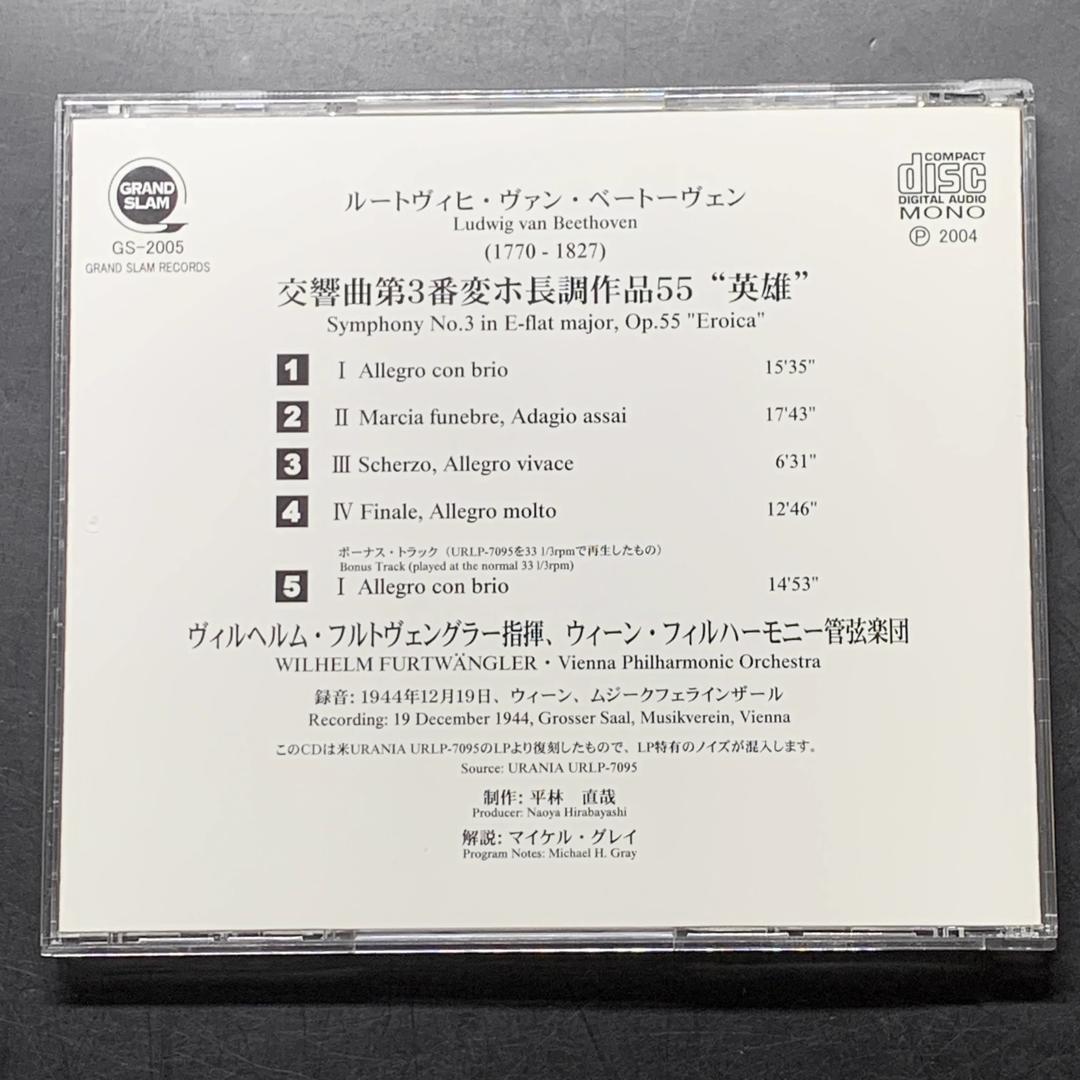 GRAND
SLAM
GS-2005
GRAND SLAM RECORDS
COMPACT
disc
DIGITAL AUDIO
MONO
Ⓟ 2004
ルートヴィヒ・ヴァン・ベートーヴェン
Ludwig van Beethoven
(1770 - 1827)
交響曲第3番変ホ長調作品55 “英雄”
Symphony No.3 in E-flat major, Op.55 "Eroica"
1 Ⅰ Allegro con brio 15'35"
2 Ⅱ Marcia funebre, Adagio assai 17'43"
3 Ⅲ Scherzo, Allegro vivace 6'31"
4 Ⅳ Finale, Allegro molto 12'46"
ボーナス・トラック（URLP-7095を33 1/3rpmで再生したもの）
Bonus Track (played at the normal 33 1/3rpm)
5 Ⅰ Allegro con brio 14'53"
ヴィルヘルム・フルトヴェングラー指揮、ウィーン・フィルハーモニー管弦楽団
WILHELM FURTWÄNGLER・Vienna Philharmonic Orchestra
録音: 1944年12月19日、ウィーン、ムジークフェラインザール
Recording: 19 December 1944, Grosser Saal, Musikverein, Vienna
このCDは米URANIA URLP-7095のLPより復刻したもので、LP特有のノイズが混入します。
Source: URANIA URLP-7095
制作: 平林 直哉
Producer: Naoya Hirabayashi
解説: マイケル・グレイ
Program Notes: Michael H. Gray